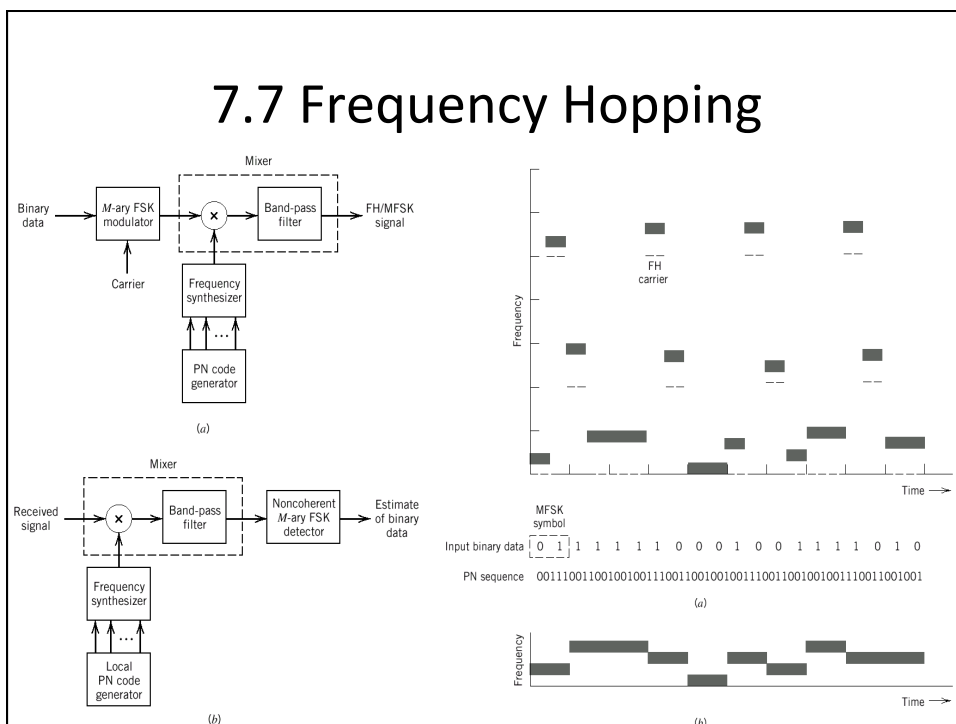 7.7 Frequency Hopping
Mixer
Binary
data
M-ary FSK
modulator
×
Band-pass
filter
FH/MFSK
signal
Carrier
Frequency
synthesizer
...
PN code
generator
(a)
Mixer
Received
signal
×
Band-pass
filter
Noncoherent
M-ary FSK
detector
Estimate
of binary
data
Frequency
synthesizer
...
Local
PN code
generator
(b)
Frequency
FH
carrier
Time
MFSK
symbol
Input binary data 0 1 1 1 1 1 1 0 0 0 1 0 0 1 1 1 1 0 1 0
(a)
Frequency
Time
(b)